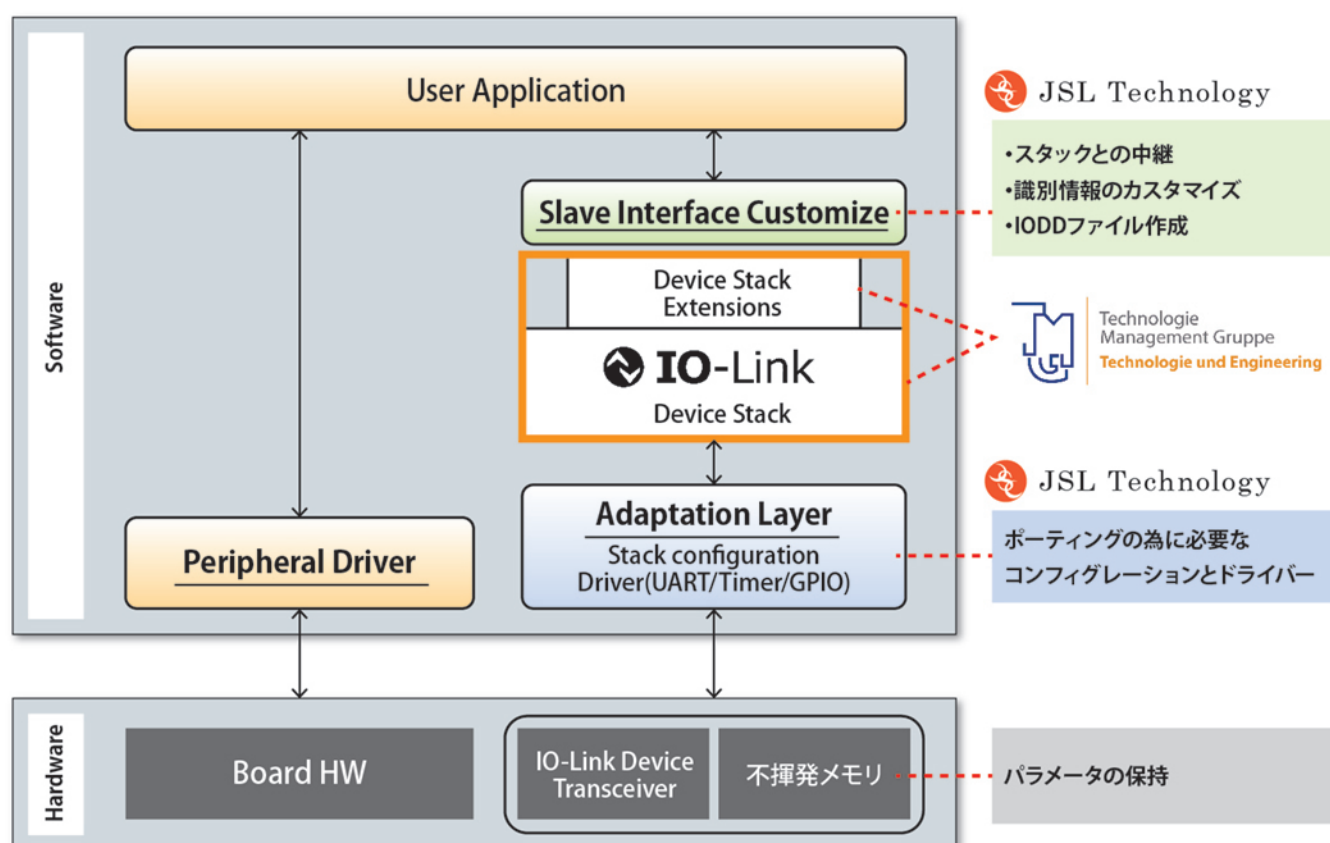 Software
User Application
Slave Interface Customize
Device Stack
Extensions
IO-Link
Device Stack
Peripheral Driver
Adaptation Layer
Stack configuration
Driver(UART/Timer/GPIO)
JSL Technology
・スタックとの中継
・識別情報のカスタマイズ
・IODDファイル作成
Technologie
Management Gruppe
Technologie und Engineering
JSL Technology
ポーティングの為に必要な
コンフィグレーションとドライバー
Hardware
Board HW
IO-Link Device
Transceiver
不揮発メモリ
パラメータの保持